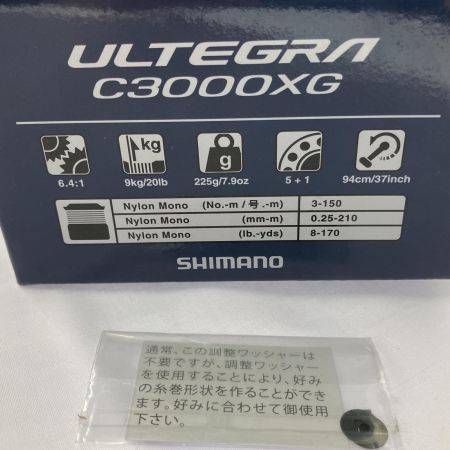 ULTEGRA
C3000XG
kg
g
6.4:1 9kg/20lb 225g/7.9oz 5 + 1 94cm/37inch
Nylon Mono (No.-m / 号.-m) 3-150
Nylon Mono (mm-m) 0.25-210
Nylon Mono (lb.-yds) 8-170
SHIMANO
通常、この調整ワッシャーは
不要ですが、調整ワッシャー
を使用することにより、好み
の糸巻形状を作ることができ
ます。好みに合わせて御使用
下さい。